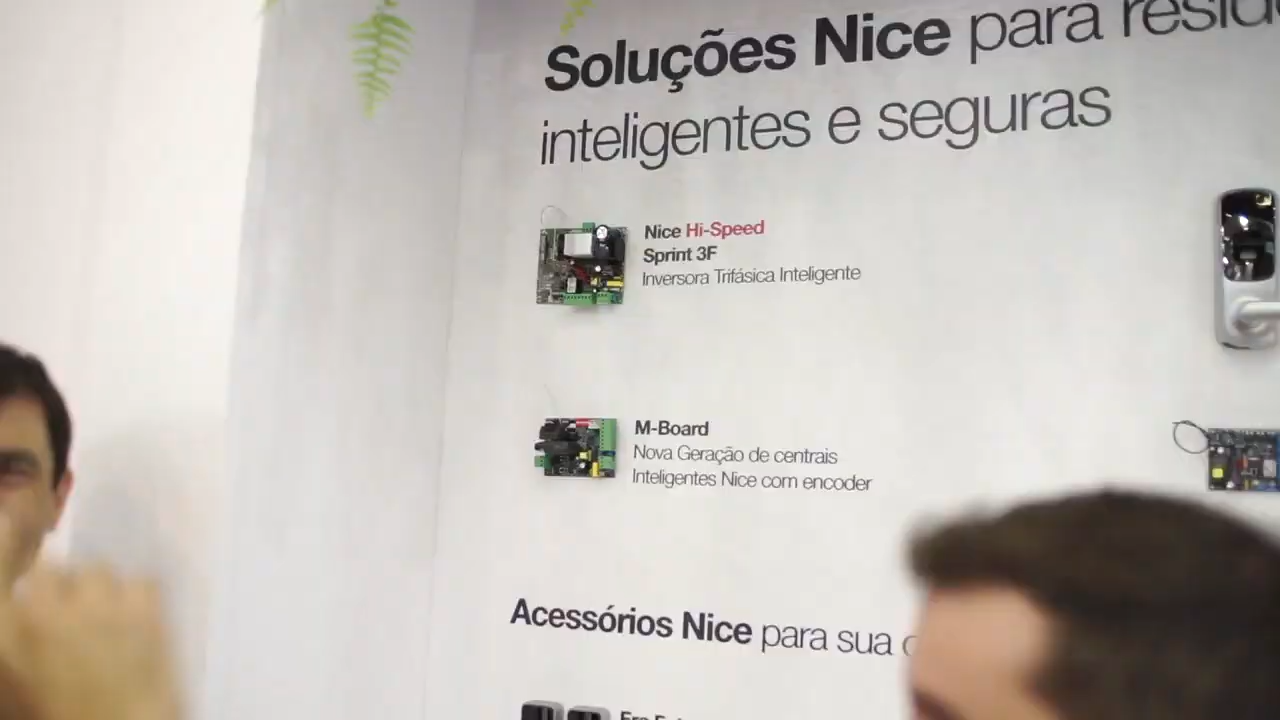 Soluções Nice para
inteligentes e seguras
Nice Hi-Speed
Sprint 3F
Inversora Trifásica Inteligente
M-Board
Nova Geração de centrais
Inteligentes Nice com encoder
Acessórios Nice para sua